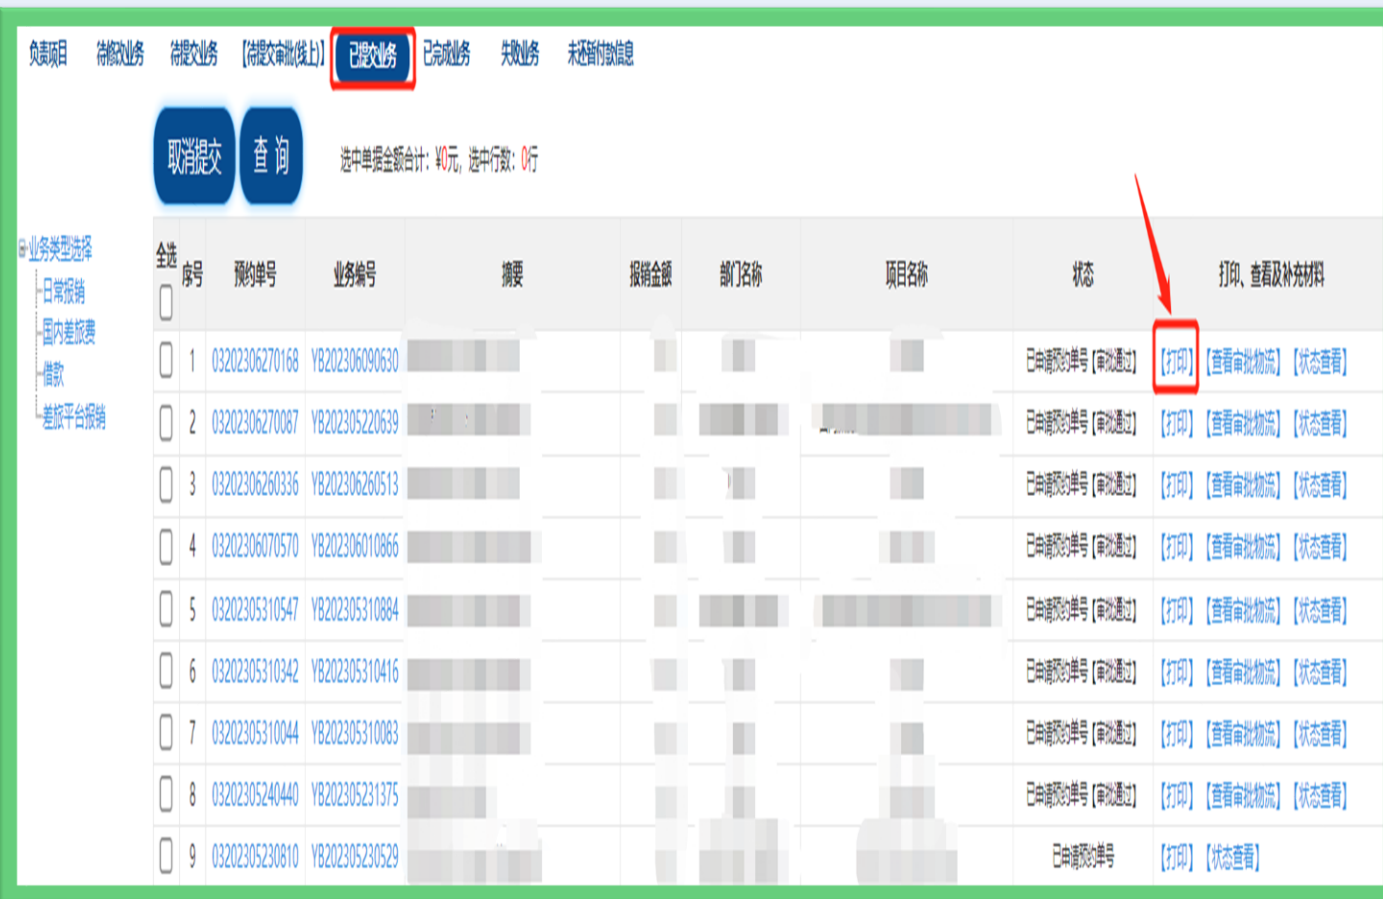 负责项目 待修改业务 待提交业务 【待提交审批(线上)】 已提交业务 已完成业务 失败业务 未还暂付款信息
取消提交 查 询 选中单据金额合计：¥0元，选中行数：0行
业务类型选择
日常报销
国内差旅费
借款
差旅平台报销
全选 序号 预约单号 业务编号 摘要 报销金额 部门名称 项目名称 状态 打印、查看及补充材料
1 03202306270168 YB202306090630 已申请预约单号【审批通过】 【打印】【查看审批物流】【状态查看】
2 03202306270087 YB202305220639 已申请预约单号【审批通过】 【打印】【查看审批物流】【状态查看】
3 03202306260336 YB202306260513 已申请预约单号【审批通过】 【打印】【查看审批物流】【状态查看】
4 03202306070570 YB202306010866 已申请预约单号【审批通过】 【打印】【查看审批物流】【状态查看】
5 03202305310547 YB202305310884 已申请预约单号【审批通过】 【打印】【查看审批物流】【状态查看】
6 03202305310342 YB202305310416 已申请预约单号【审批通过】 【打印】【查看审批物流】【状态查看】
7 03202305310044 YB202305310083 已申请预约单号【审批通过】 【打印】【查看审批物流】【状态查看】
8 03202305240440 YB202305231375 已申请预约单号【审批通过】 【打印】【查看审批物流】【状态查看】
9 03202305230810 YB202305230529 已申请预约单号 【打印】【状态查看】